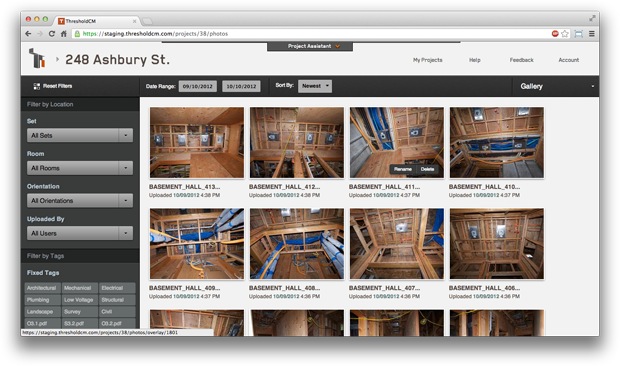 ThresholdCM
https://staging.thresholdcm.com/projects/38/photos
Project Assistant
248 Ashbury St.
My Projects Help Feedback Account
Reset Filters
Date Range: 09/10/2012 10/10/2012 Sort By: Newest Gallery
Filter by Location
Set
All Sets
Room
All Rooms
Orientation
All Orientations
Uploaded By
All Users
Filter by Tags
Fixed Tags
Architectural Mechanical Electrical
Plumbing Low Voltage Structural
Landscape Survey Civil
D3.1.pdf S3.2.pdf D3.2.pdf
https://staging.thresholdcm.com/projects/38/photos/overlay/1801
Rename Delete
BASEMENT_HALL_413... BASEMENT_HALL_412... BASEMENT_HALL_411... BASEMENT_HALL_410...
Uploaded 10/09/2012 4:38 PM Uploaded 10/09/2012 4:38 PM Uploaded 10/09/2012 4:37 PM Uploaded 10/09/2012 4:37 PM
BASEMENT_HALL_409... BASEMENT_HALL_408... BASEMENT_HALL_407... BASEMENT_HALL_406...
Uploaded 10/09/2012 4:37 PM Uploaded 10/09/2012 4:37 PM Uploaded 10/09/2012 4:36 PM Uploaded 10/09/2012 4:36 PM